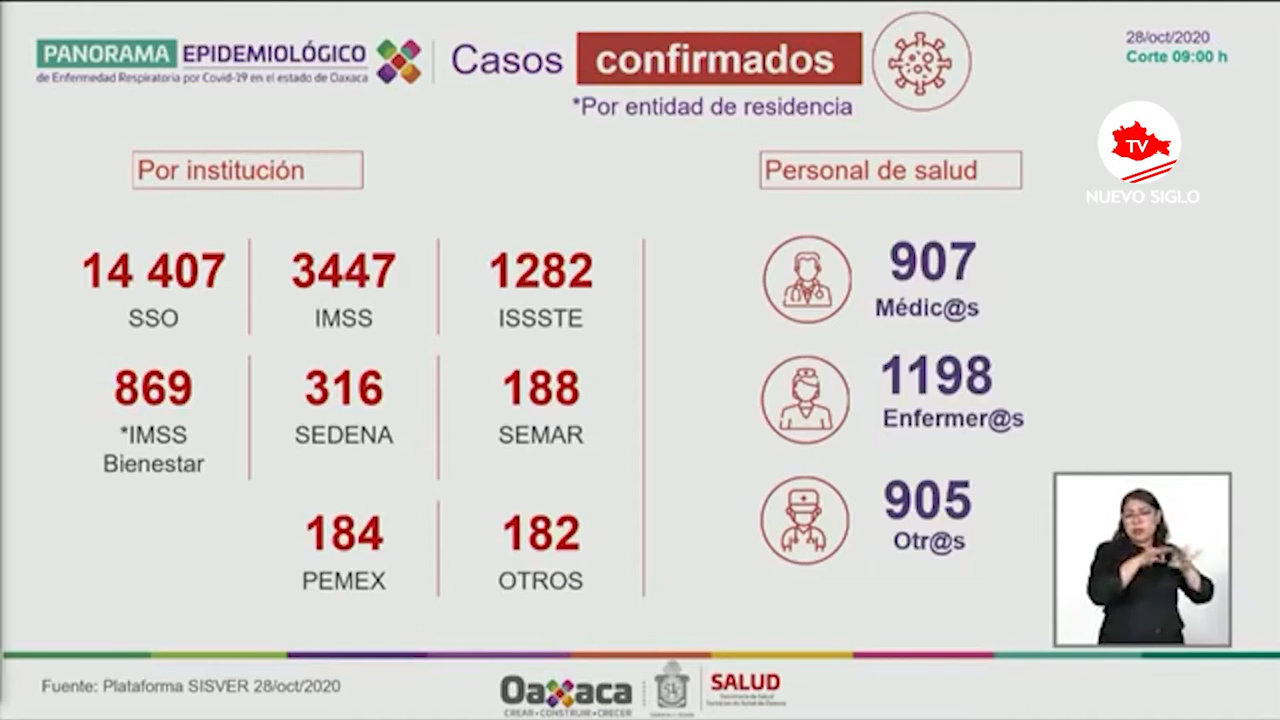 PANORAMA EPIDEMIOLÓGICO
de Enfermedad Respiratoria por Covid-19 en el estado de Oaxaca
Casos confirmados
*Por entidad de residencia
28/oct/2020
Corte 09:00 h
TV
NUEVO SIGLO
Por institución
14 407
SSO
3447
IMSS
1282
ISSSTE
869
*IMSS
Bienestar
316
SEDENA
188
SEMAR
184
PEMEX
182
OTROS
Personal de salud
907
Médic@s
1198
Enfermer@s
905
Otr@s
Fuente: Plataforma SISVER 28/oct/2020
Oaxaca
CREAR•CONSTRUIR•CRECER
SALUD